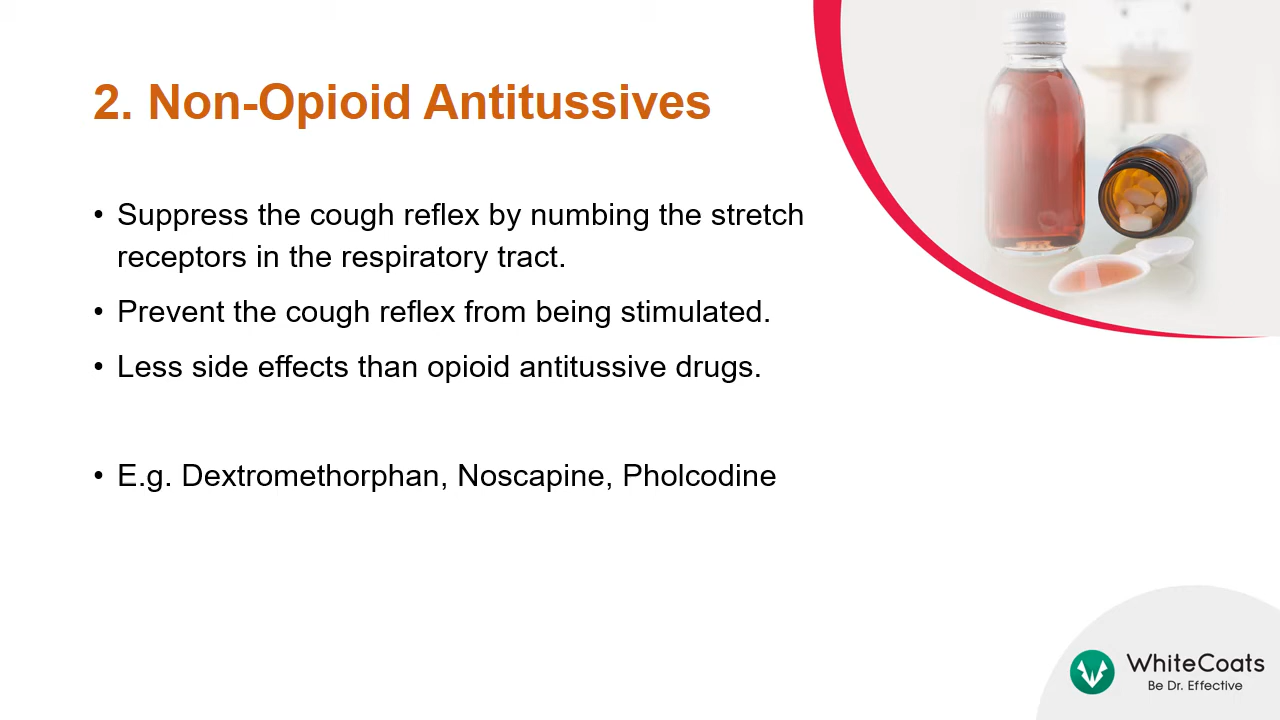 2. Non-Opioid Antitussives
• Suppress the cough reflex by numbing the stretch
receptors in the respiratory tract.
• Prevent the cough reflex from being stimulated.
• Less side effects than opioid antitussive drugs.
• E.g. Dextromethorphan, Noscapine, Pholcodine
WhiteCoats
Be Dr. Effective